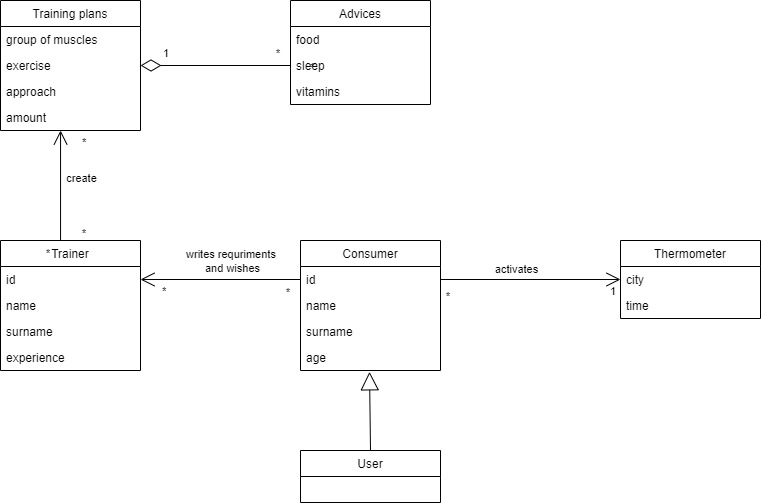 Training plans
group of muscles
exercise
approach
amount
Advices
food
sleep
vitamins
1
*
*
*
create
*
*Trainer
id
name
surname
experience
writes requriments
and wishes
*
*
Consumer
id
name
surname
age
activates
*
1
Thermometer
city
time
User